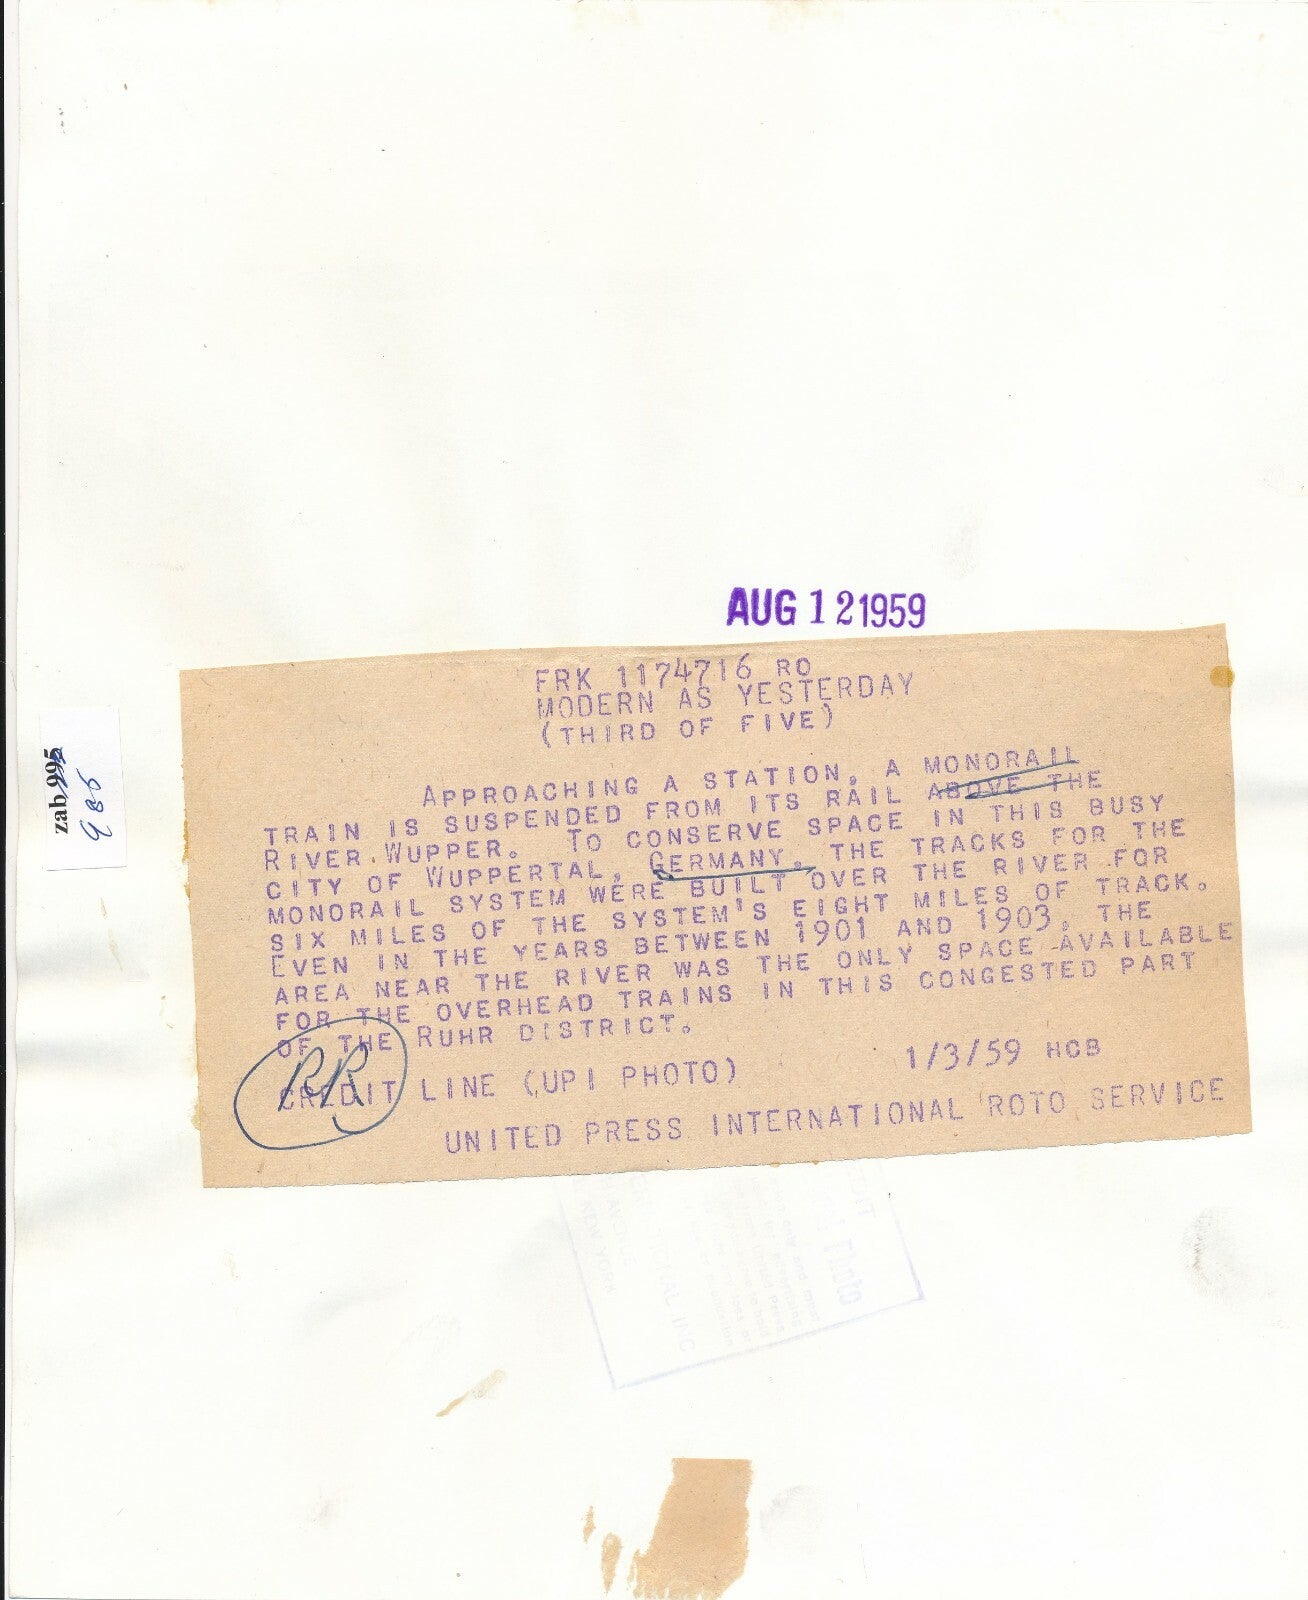 AUG 12 1959
FRK 1174716 RO
MODERN AS YESTERDAY
(THIRD OF FIVE)
APPROACHING A STATION, A MONORAIL
TRAIN IS SUSPENDED FROM ITS RAIL ABOVE THE
RIVER WUPPER. TO CONSERVE SPACE IN THIS BUSY
CITY OF WUPPERTAL, GERMANY, THE TRACKS FOR THE
MONORAIL SYSTEM WERE BUILT OVER THE RIVER FOR
SIX MILES OF THE SYSTEM'S EIGHT MILES OF TRACK.
EVEN IN THE YEARS BETWEEN 1901 AND 1903, THE
AREA NEAR THE RIVER WAS THE ONLY SPACE AVAILABLE
FOR THE OVERHEAD TRAINS IN THIS CONGESTED PART
OF THE RUHR DISTRICT.
RR
CREDIT LINE (UPI PHOTO) 1/3/59 HCB
UNITED PRESS INTERNATIONAL ROTO SERVICE
zab 995
985
AVENUE
NEW YORK